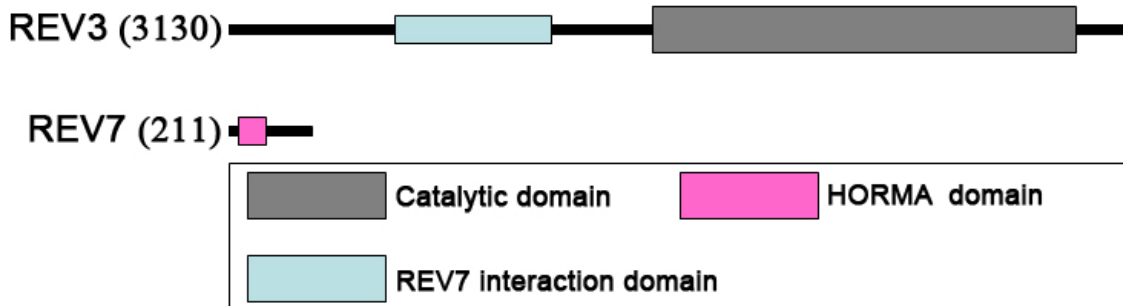 REV3 (3130)
REV7 (211)
Catalytic domain
HORMA domain
REV7 interaction domain